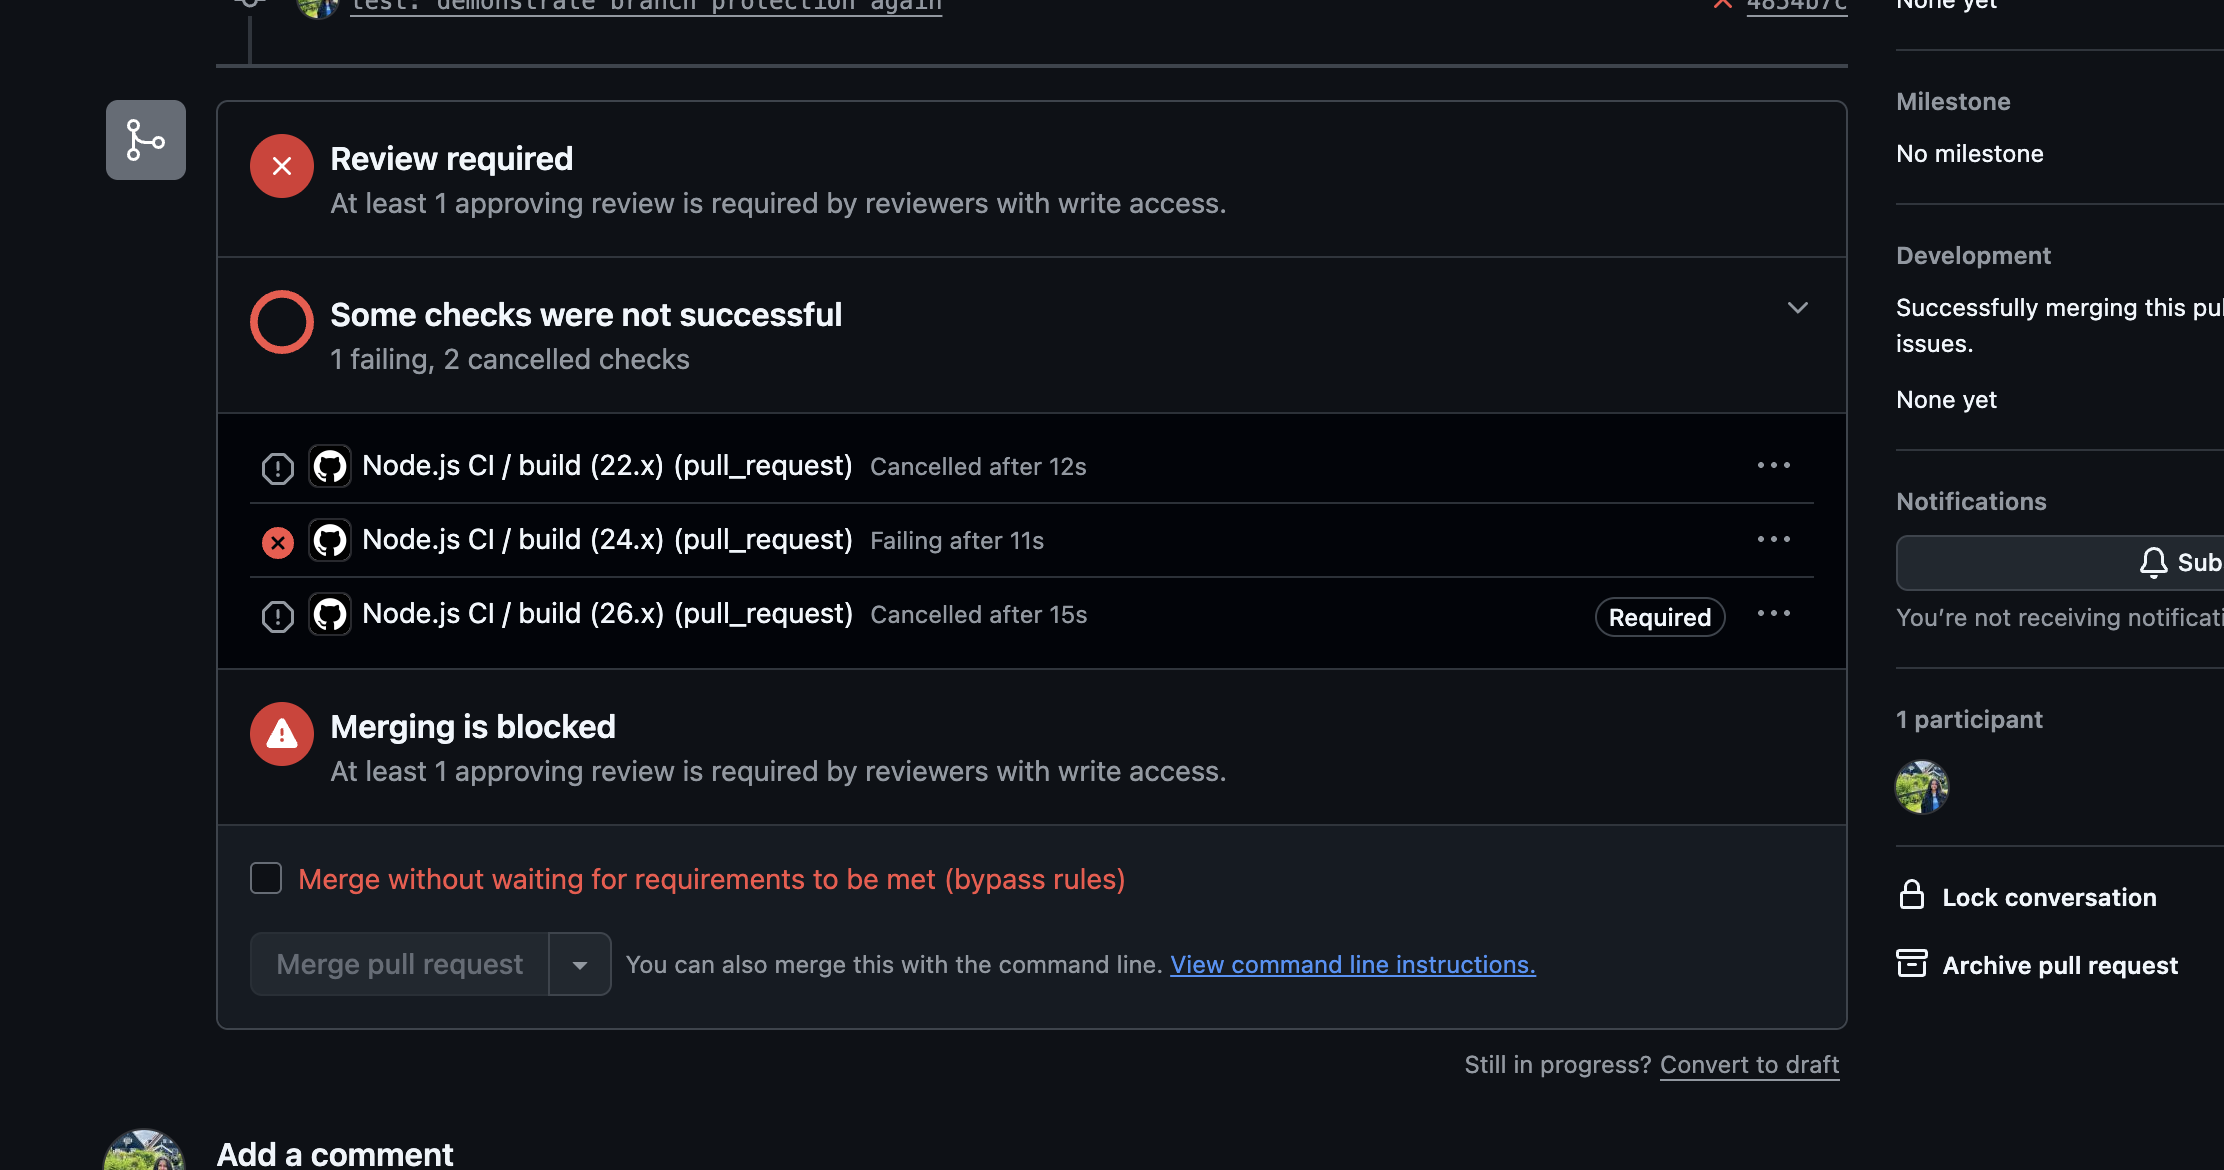 test: demonstrate branch protection again
4854b7c
Review required
At least 1 approving review is required by reviewers with write access.
Some checks were not successful
1 failing, 2 cancelled checks
Node.js CI / build (22.x) (pull_request) Cancelled after 12s
Node.js CI / build (24.x) (pull_request) Failing after 11s
Node.js CI / build (26.x) (pull_request) Cancelled after 15s
Required
Merging is blocked
At least 1 approving review is required by reviewers with write access.
Merge without waiting for requirements to be met (bypass rules)
Merge pull request
You can also merge this with the command line. View command line instructions.
Still in progress? Convert to draft
Add a comment
None yet
Milestone
No milestone
Development
Successfully merging this pul
issues.
None yet
Notifications
Sub
You’re not receiving notificati
1 participant
Lock conversation
Archive pull request